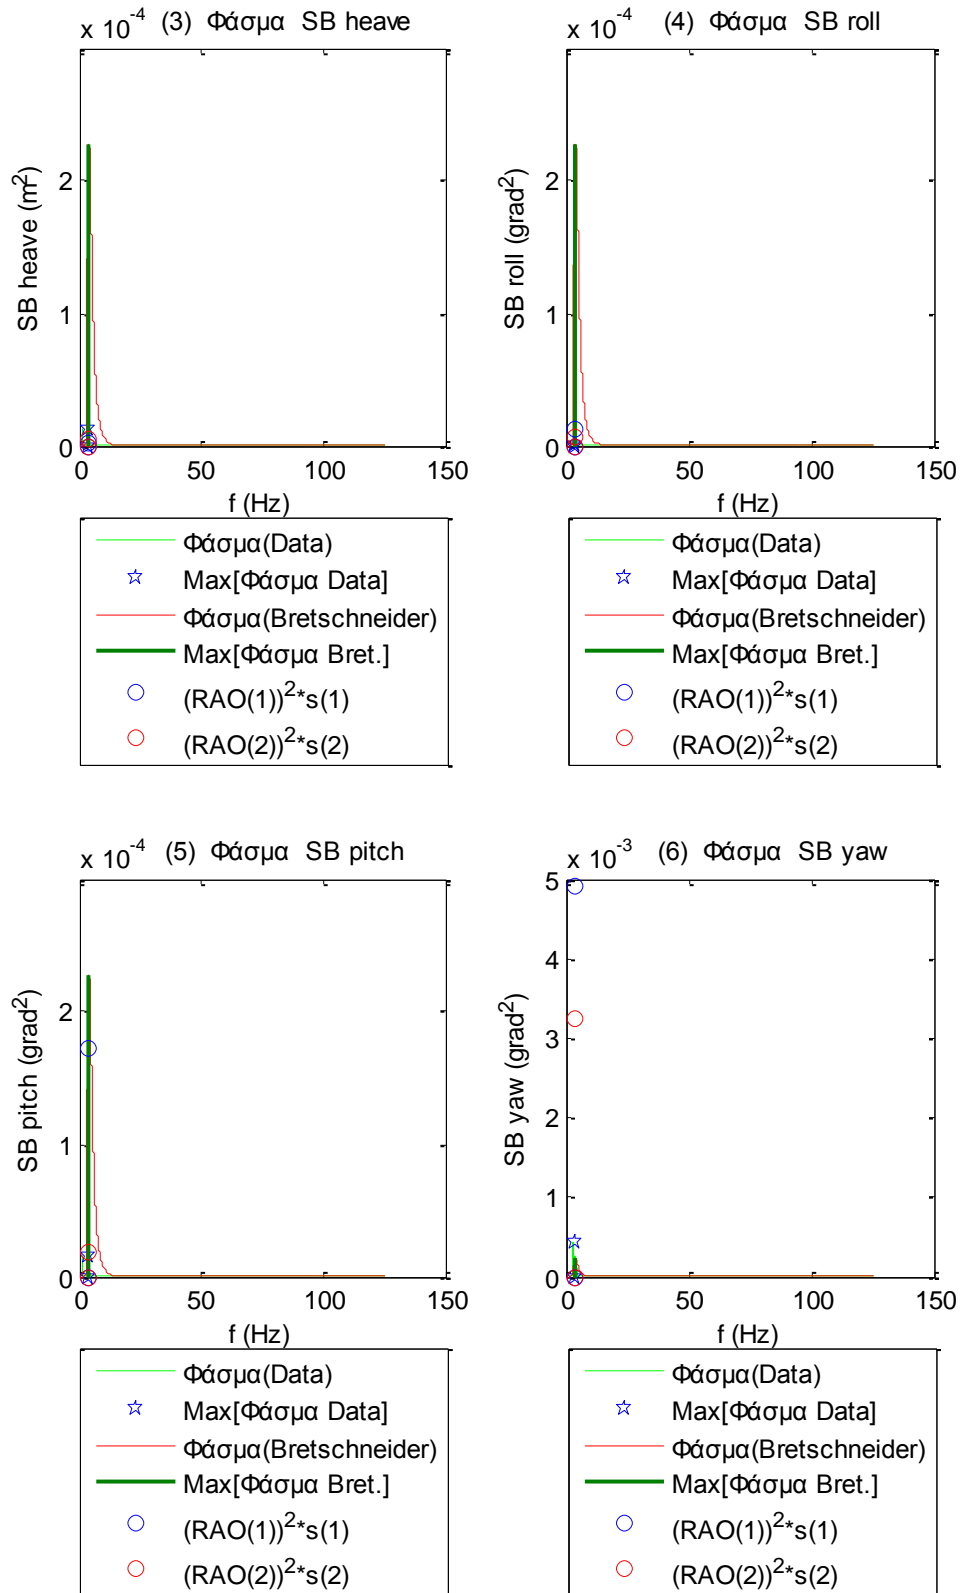 x 10^-4 (3) Φάσμα SB heave
SB heave (m^2)
2
1
0
0 50 100 150
f (Hz)
Φάσμα(Data)
Max[Φάσμα Data]
Φάσμα(Bretschneider)
Max[Φάσμα Bret.]
(RAO(1))^2*s(1)
(RAO(2))^2*s(2)
x 10^-4 (4) Φάσμα SB roll
SB roll (grad^2)
2
1
0
0 50 100 150
f (Hz)
Φάσμα(Data)
Max[Φάσμα Data]
Φάσμα(Bretschneider)
Max[Φάσμα Bret.]
(RAO(1))^2*s(1)
(RAO(2))^2*s(2)
x 10^-4 (5) Φάσμα SB pitch
SB pitch (grad^2)
2
1
0
0 50 100 150
f (Hz)
Φάσμα(Data)
Max[Φάσμα Data]
Φάσμα(Bretschneider)
Max[Φάσμα Bret.]
(RAO(1))^2*s(1)
(RAO(2))^2*s(2)
x 10^-3 (6) Φάσμα SB yaw
SB yaw (grad^2)
5
4
3
2
1
0
0 50 100 150
f (Hz)
Φάσμα(Data)
Max[Φάσμα Data]
Φάσμα(Bretschneider)
Max[Φάσμα Bret.]
(RAO(1))^2*s(1)
(RAO(2))^2*s(2)